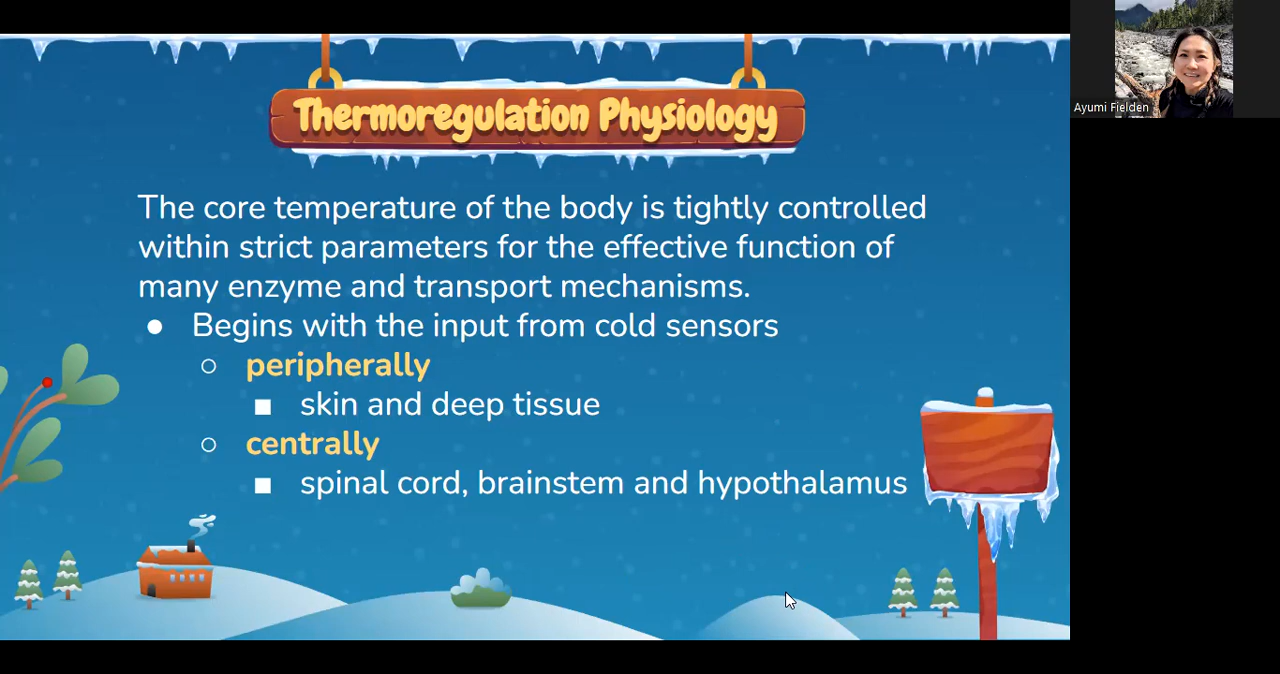 Thermoregulation Physiology
The core temperature of the body is tightly controlled
within strict parameters for the effective function of
many enzyme and transport mechanisms.
● Begins with the input from cold sensors
○ peripherally
■ skin and deep tissue
○ centrally
■ spinal cord, brainstem and hypothalamus
Ayumi Fielden